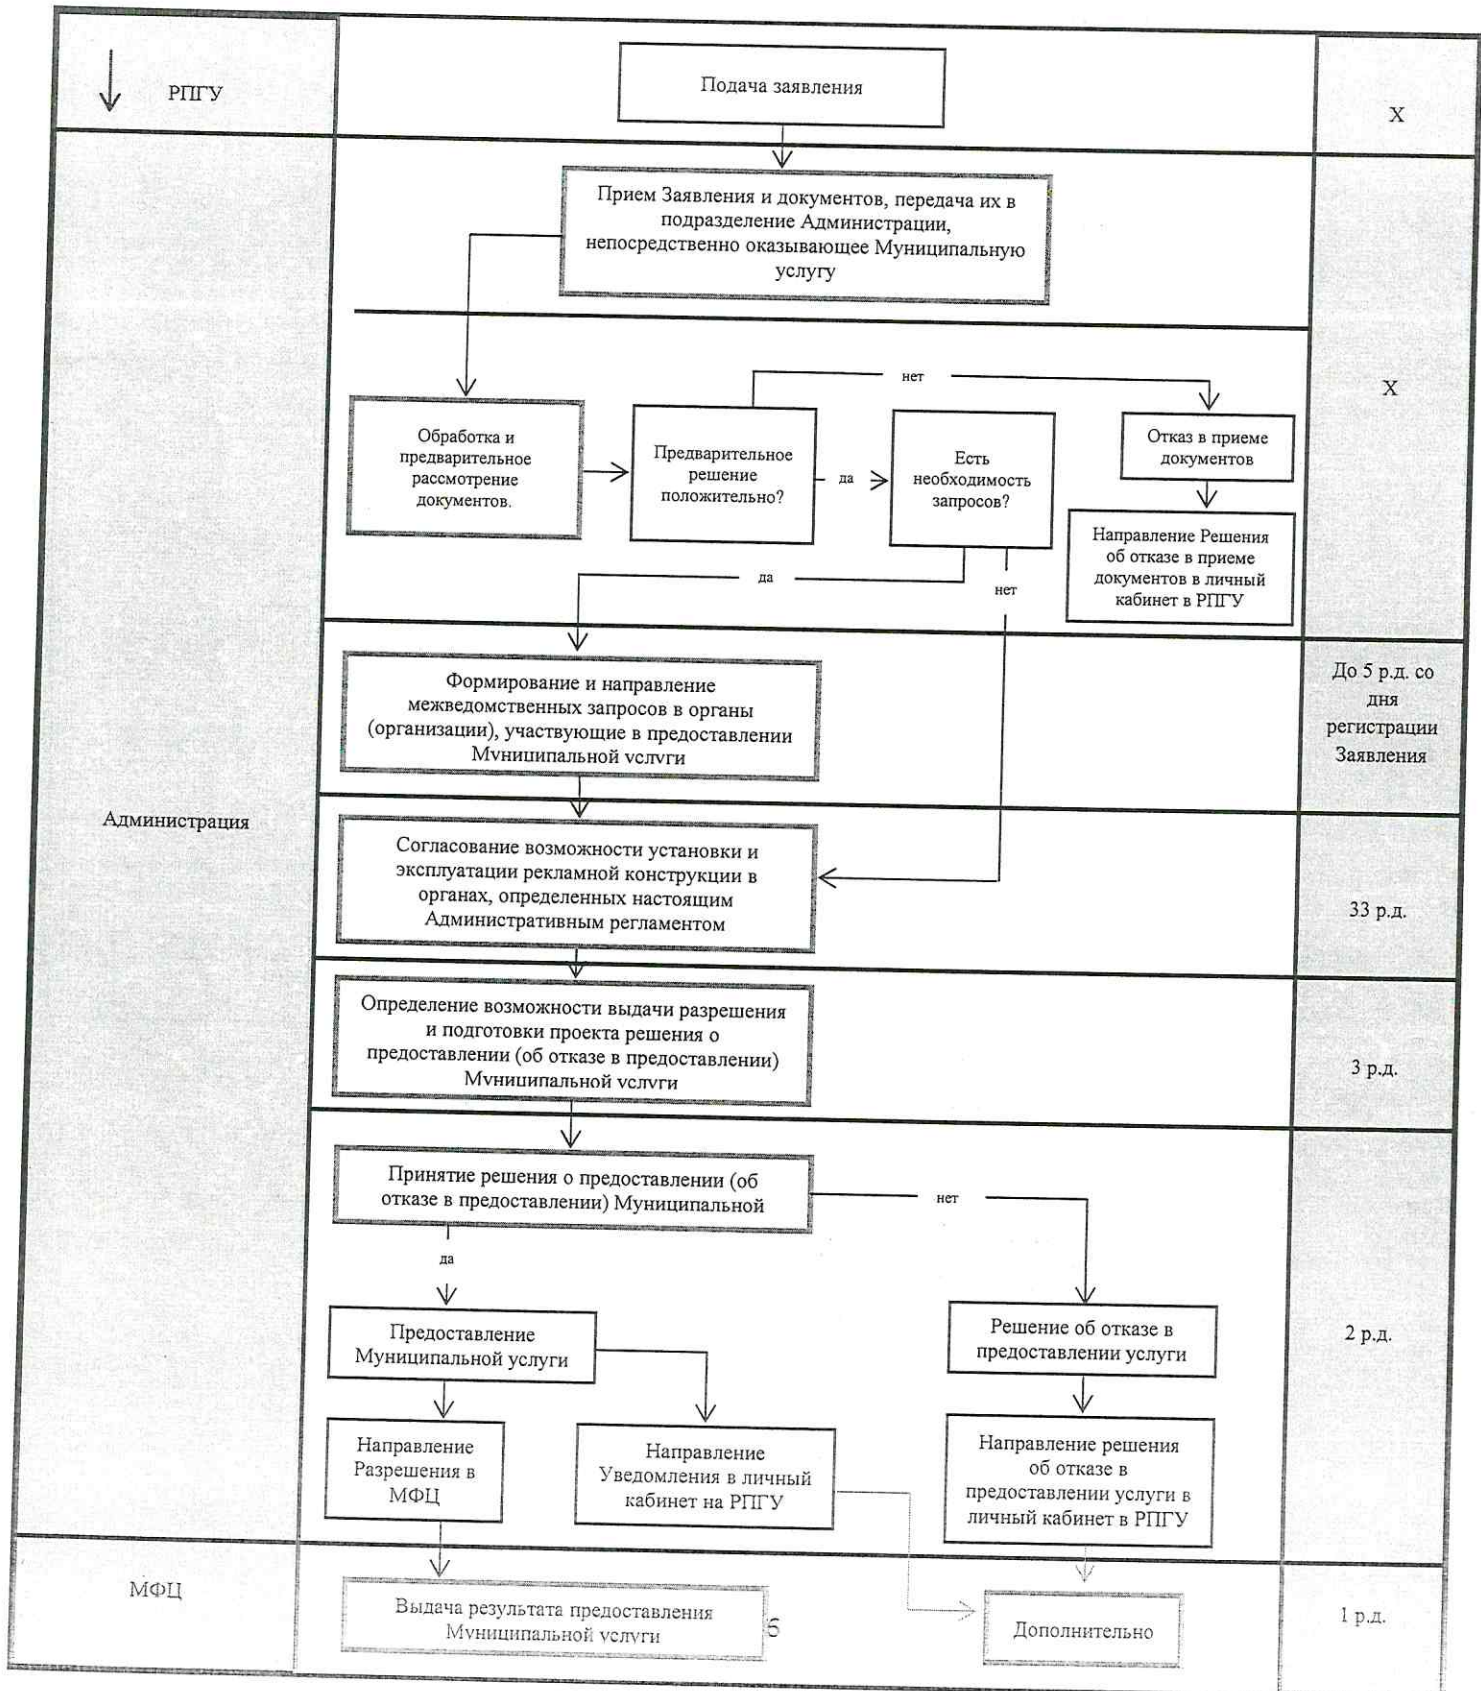 РПГУ
Подача заявления
X
Прием Заявления и документов, передача их в
подразделение Администрации,
непосредственно оказывающее Муниципальную
услугу
X
нет
Обработка и
предварительное
рассмотрение
документов.
Предварительное
решение
положительно?
да
Есть
необходимость
запросов?
Отказ в приеме
документов
Направление Решения
об отказе в приеме
документов в личный
кабинет в РПГУ
да
нет
Формирование и направление
межведомственных запросов в органы
(организации), участвующие в предоставлении
Муниципальной услуги
До 5 р.д. со
дня
регистрации
Заявления
Администрация
Согласование возможности установки и
эксплуатации рекламной конструкции в
органах, определенных настоящим
Административным регламентом
33 р.д.
Определение возможности выдачи разрешения
и подготовки проекта решения о
предоставлении (об отказе в предоставлении)
Муниципальной услуги
3 р.д.
Принятие решения о предоставлении (об
отказе в предоставлении) Муниципальной
нет
да
Предоставление
Муниципальной услуги
Решение об отказе в
предоставлении услуги
2 р.д.
Направление
Разрешения в
МФЦ
Направление
Уведомления в личный
кабинет на РПГУ
Направление решения
об отказе в
предоставлении услуги в
личный кабинет в РПГУ
МФЦ
Выдача результата предоставления
Муниципальной услуги
Дополнительно
1 р.д.